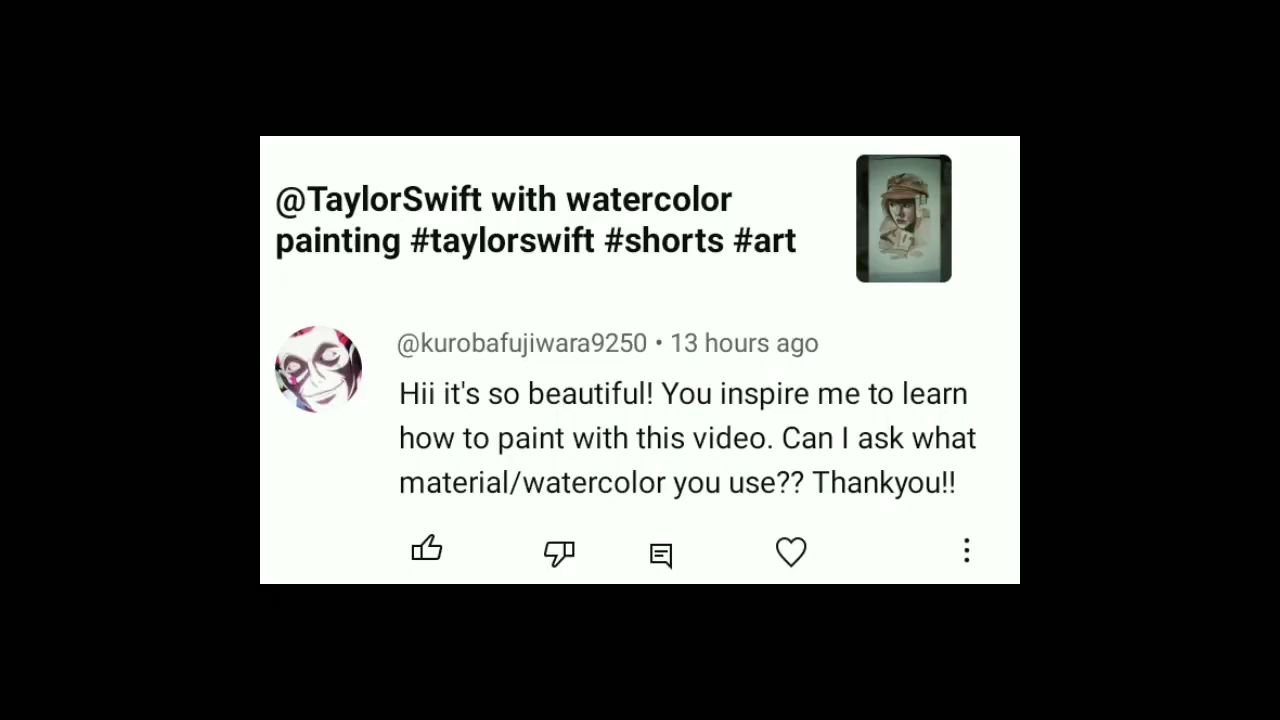 @TaylorSwift with watercolor
painting #taylorswift #shorts #art
@kurobafujiwara9250 • 13 hours ago
Hii it's so beautiful! You inspire me to learn
how to paint with this video. Can I ask what
material/watercolor you use?? Thankyou!!